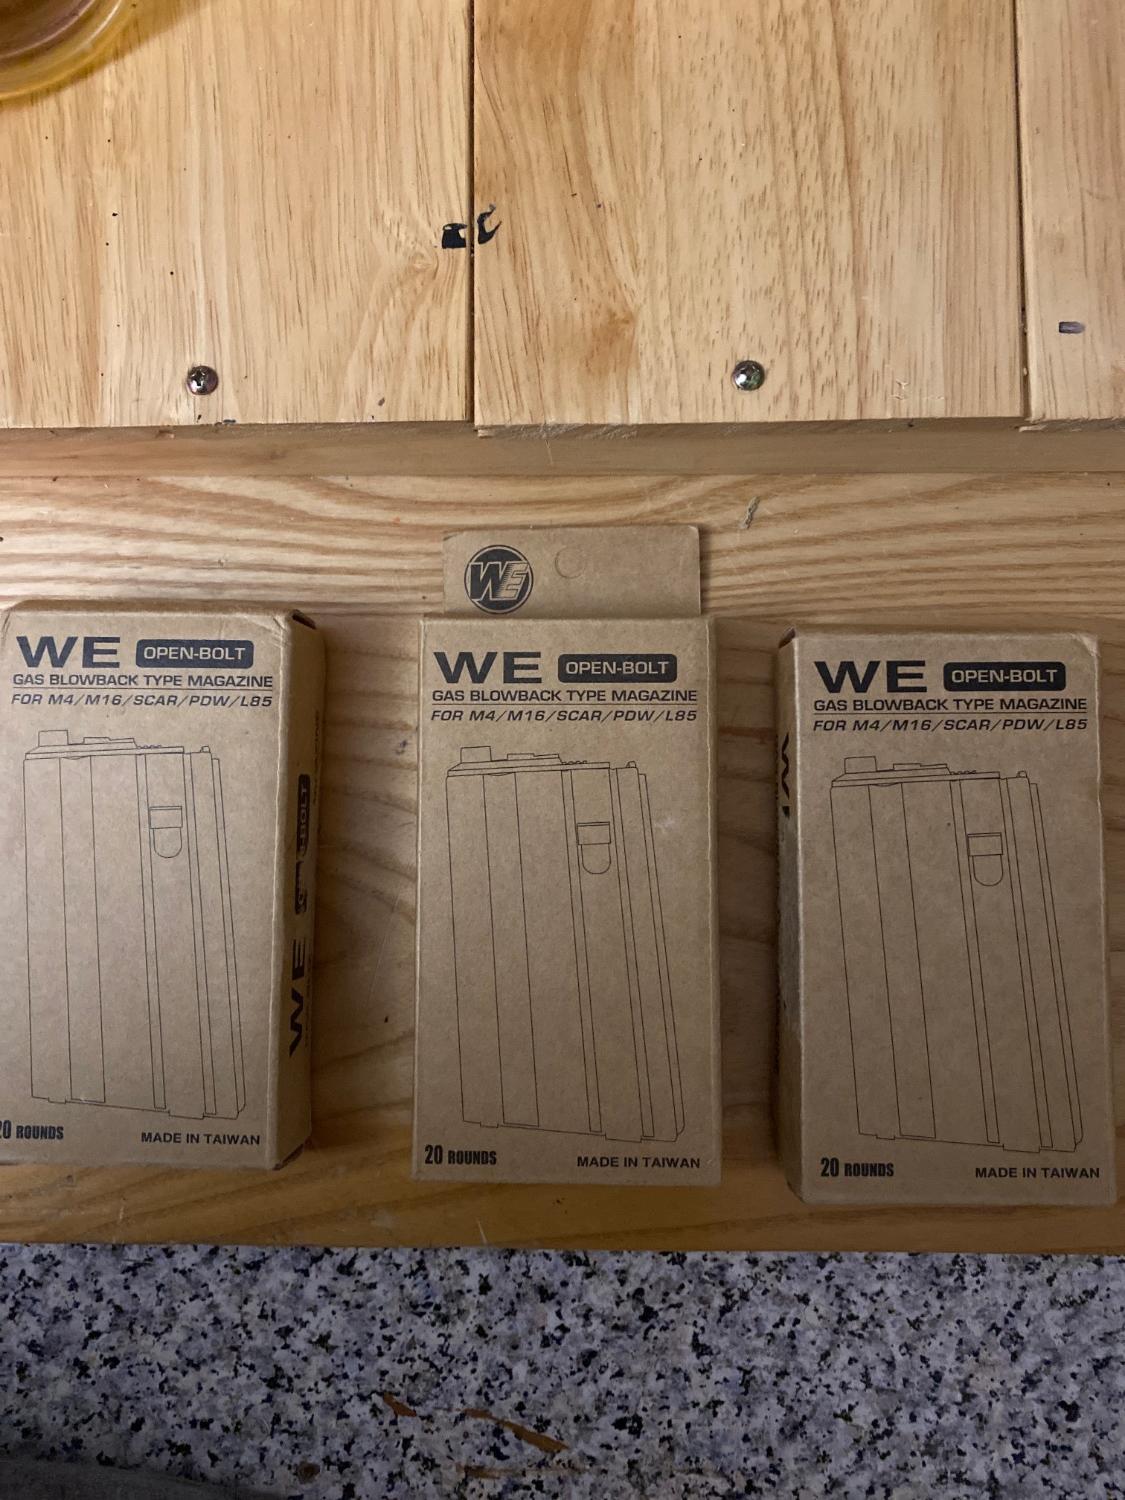 WE OPEN-BOLT
GAS BLOWBACK TYPE MAGAZINE
FOR M4/M16/SCAR/PDW/L85
20 ROUNDS
MADE IN TAIWAN
WE
WE
WE OPEN-BOLT
GAS BLOWBACK TYPE MAGAZINE
FOR M4/M16/SCAR/PDW/L85
20 ROUNDS
MADE IN TAIWAN
WE OPEN-BOLT
GAS BLOWBACK TYPE MAGAZINE
FOR M4/M16/SCAR/PDW/L85
20 ROUNDS
MADE IN TAIWAN